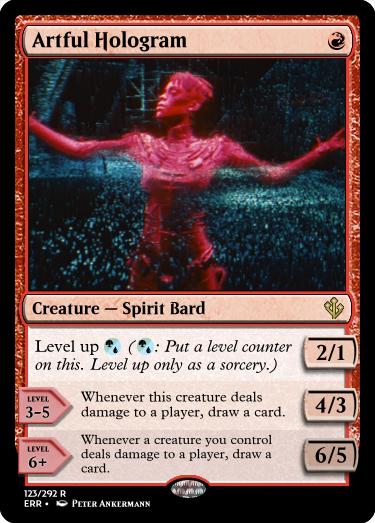 Artful Hologram
Creature — Spirit Bard
Level up (: Put a level counter
on this. Level up only as a sorcery.)
2/1
LEVEL
3-5
Whenever this creature deals
damage to a player, draw a card.
4/3
LEVEL
6+
Whenever a creature you control
deals damage to a player, draw a
card.
6/5
123/292 R
ERR • Peter Ankermann